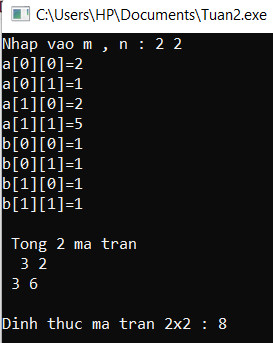 C:\Users\HP\Documents\Tuan2.exe
Nhap vao m , n : 2 2
a[0][0]=2
a[0][1]=1
a[1][0]=2
a[1][1]=5
b[0][0]=1
b[0][1]=1
b[1][0]=1
b[1][1]=1
Tong 2 ma tran
3 2
3 6
Dinh thuc ma tran 2x2 : 8